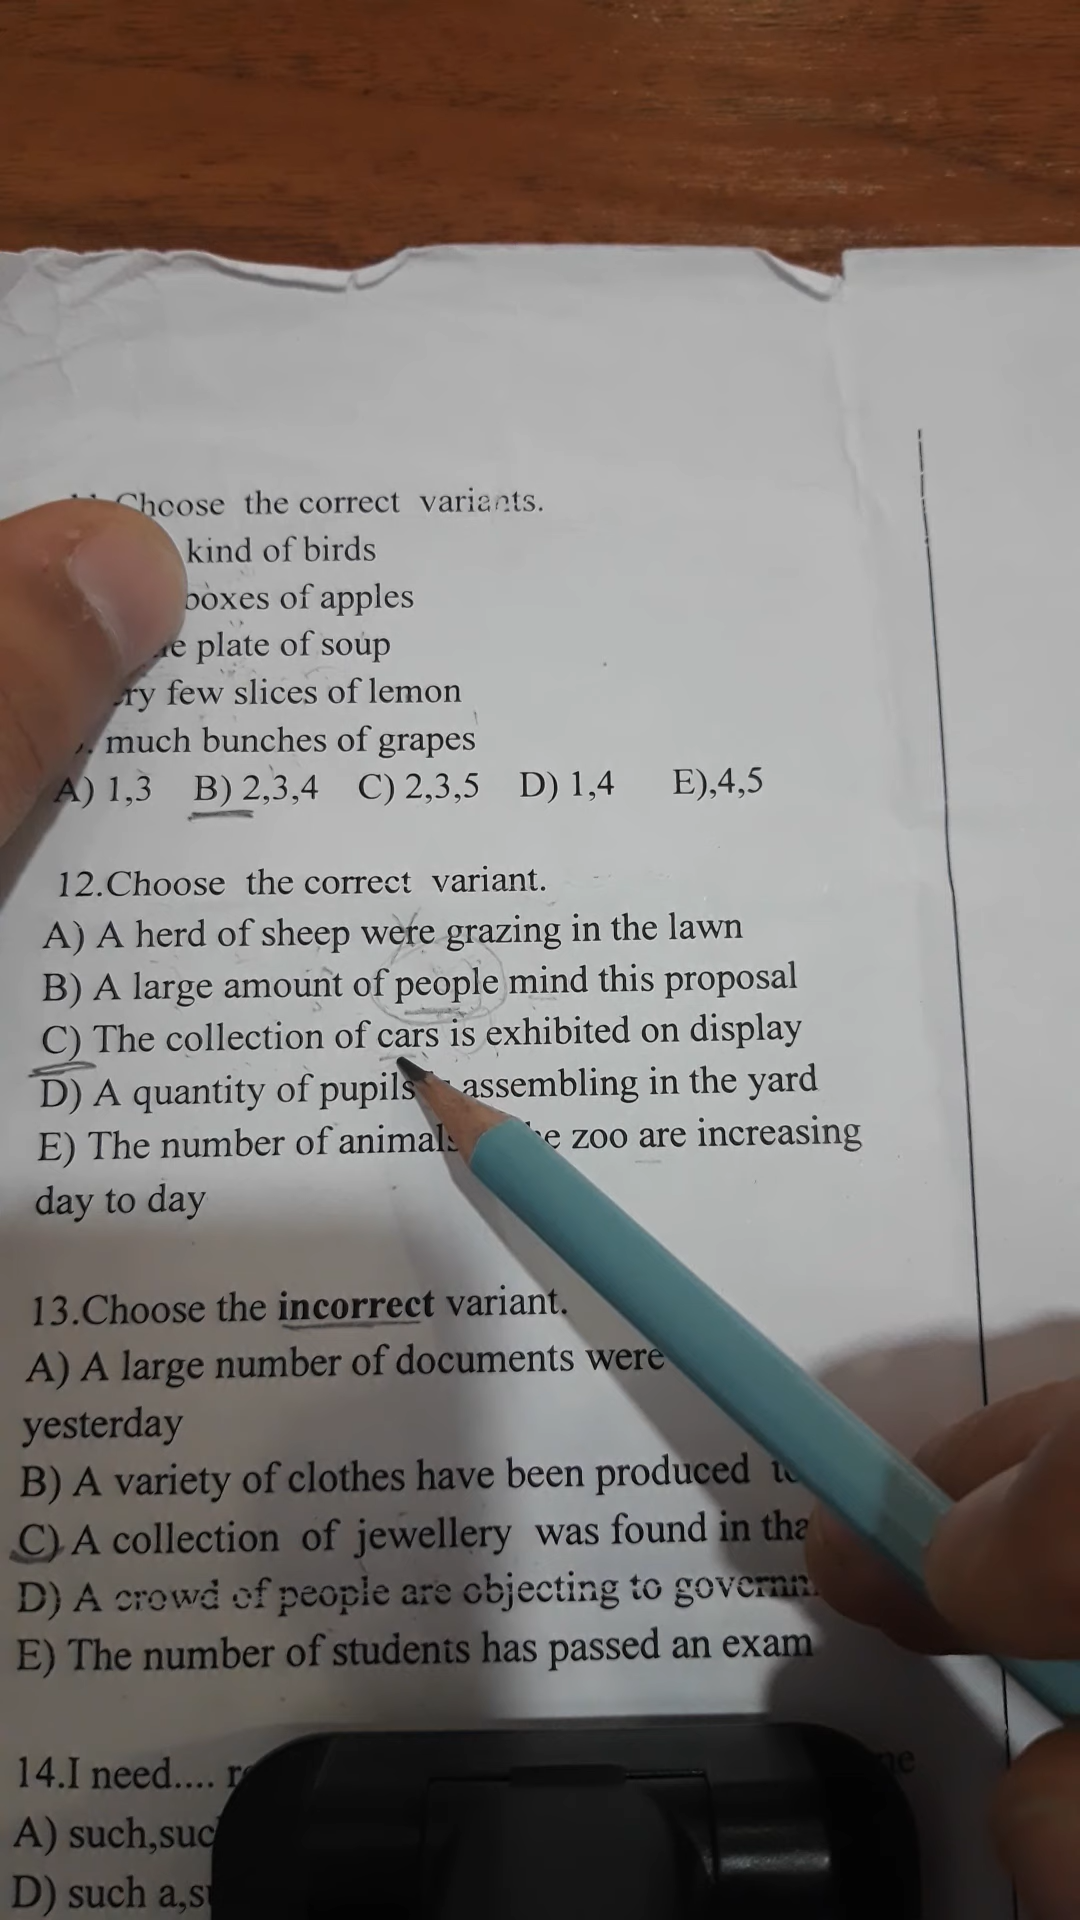 Choose the correct variants.
kind of birds
boxes of apples
plate of soup
few slices of lemon
much bunches of grapes
A) 1,3 B) 2,3,4 C) 2,3,5 D) 1,4 E),4,5
12.Choose the correct variant.
A) A herd of sheep were grazing in the lawn
B) A large amount of people mind this proposal
C) The collection of cars is exhibited on display
D) A quantity of pupils assembling in the yard
E) The number of animals zoo are increasing
day to day
13.Choose the incorrect variant.
A) A large number of documents were
yesterday
B) A variety of clothes have been produced
C) A collection of jewellery was found in
D) A crowd of people are objecting to
E) The number of students has passed an exam
14.I need....
A) such,
D) such a,